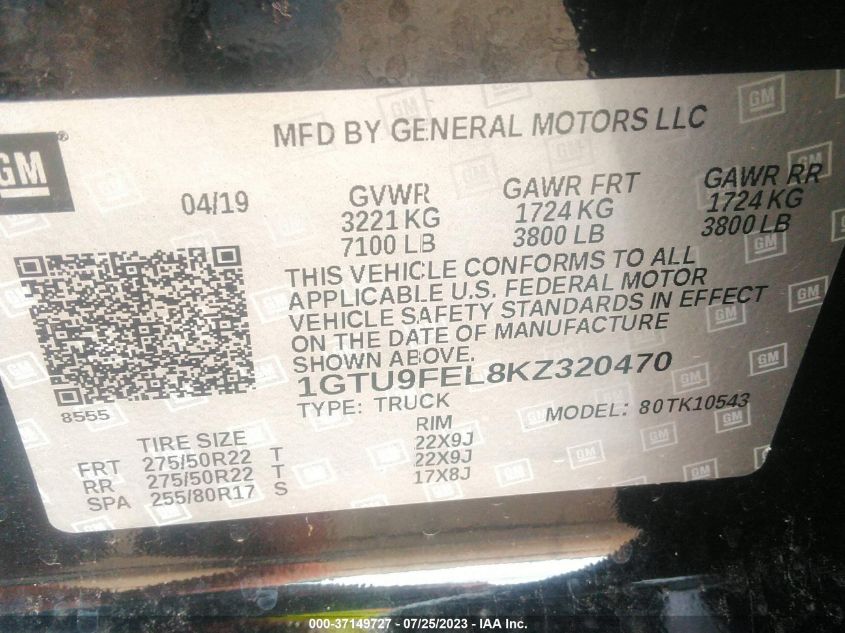 MFD BY GENERAL MOTORS LLC
GM
04/19
GVWR GAWR FRT GAWR RR
3221 KG 1724 KG 1724 KG
7100 LB 3800 LB 3800 LB
THIS VEHICLE CONFORMS TO ALL
APPLICABLE U.S. FEDERAL MOTOR
VEHICLE SAFETY STANDARDS IN EFFECT
ON THE DATE OF MANUFACTURE
SHOWN ABOVE.
1GTU9FEL8KZ320470
TYPE: TRUCK MODEL: 80TK10543
8555
TIRE SIZE RIM
FRT 275/50R22 T 22X9J
RR 275/50R22 T 22X9J
SPA 255/80R17 S 17X8J
000-37149727 - 07/25/2023 - IAA Inc.